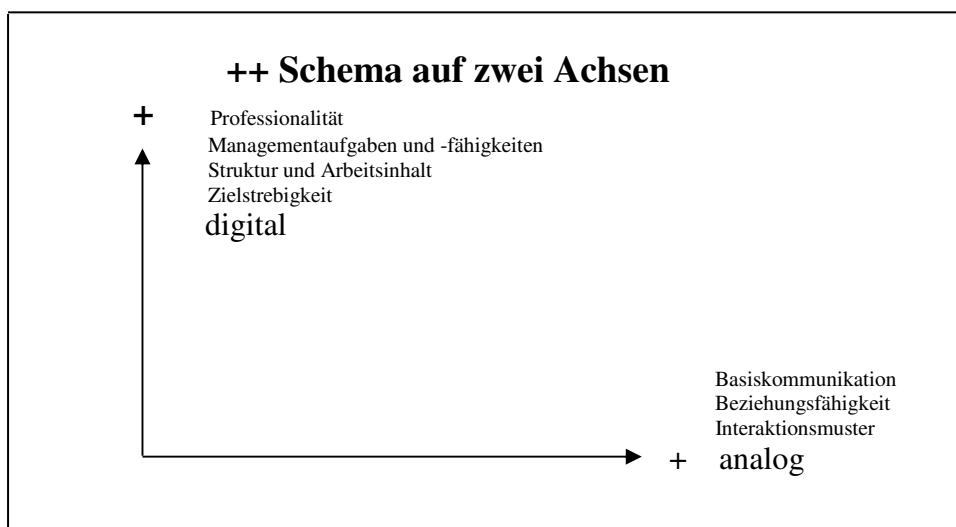 ++ Schema auf zwei Achsen
+ Professionalität
Managementaufgaben und -fähigkeiten
Struktur und Arbeitsinhalt
Zielstrebigkeit
digital
Basiskommunikation
Beziehungsfähigkeit
Interaktionsmuster
+ analog